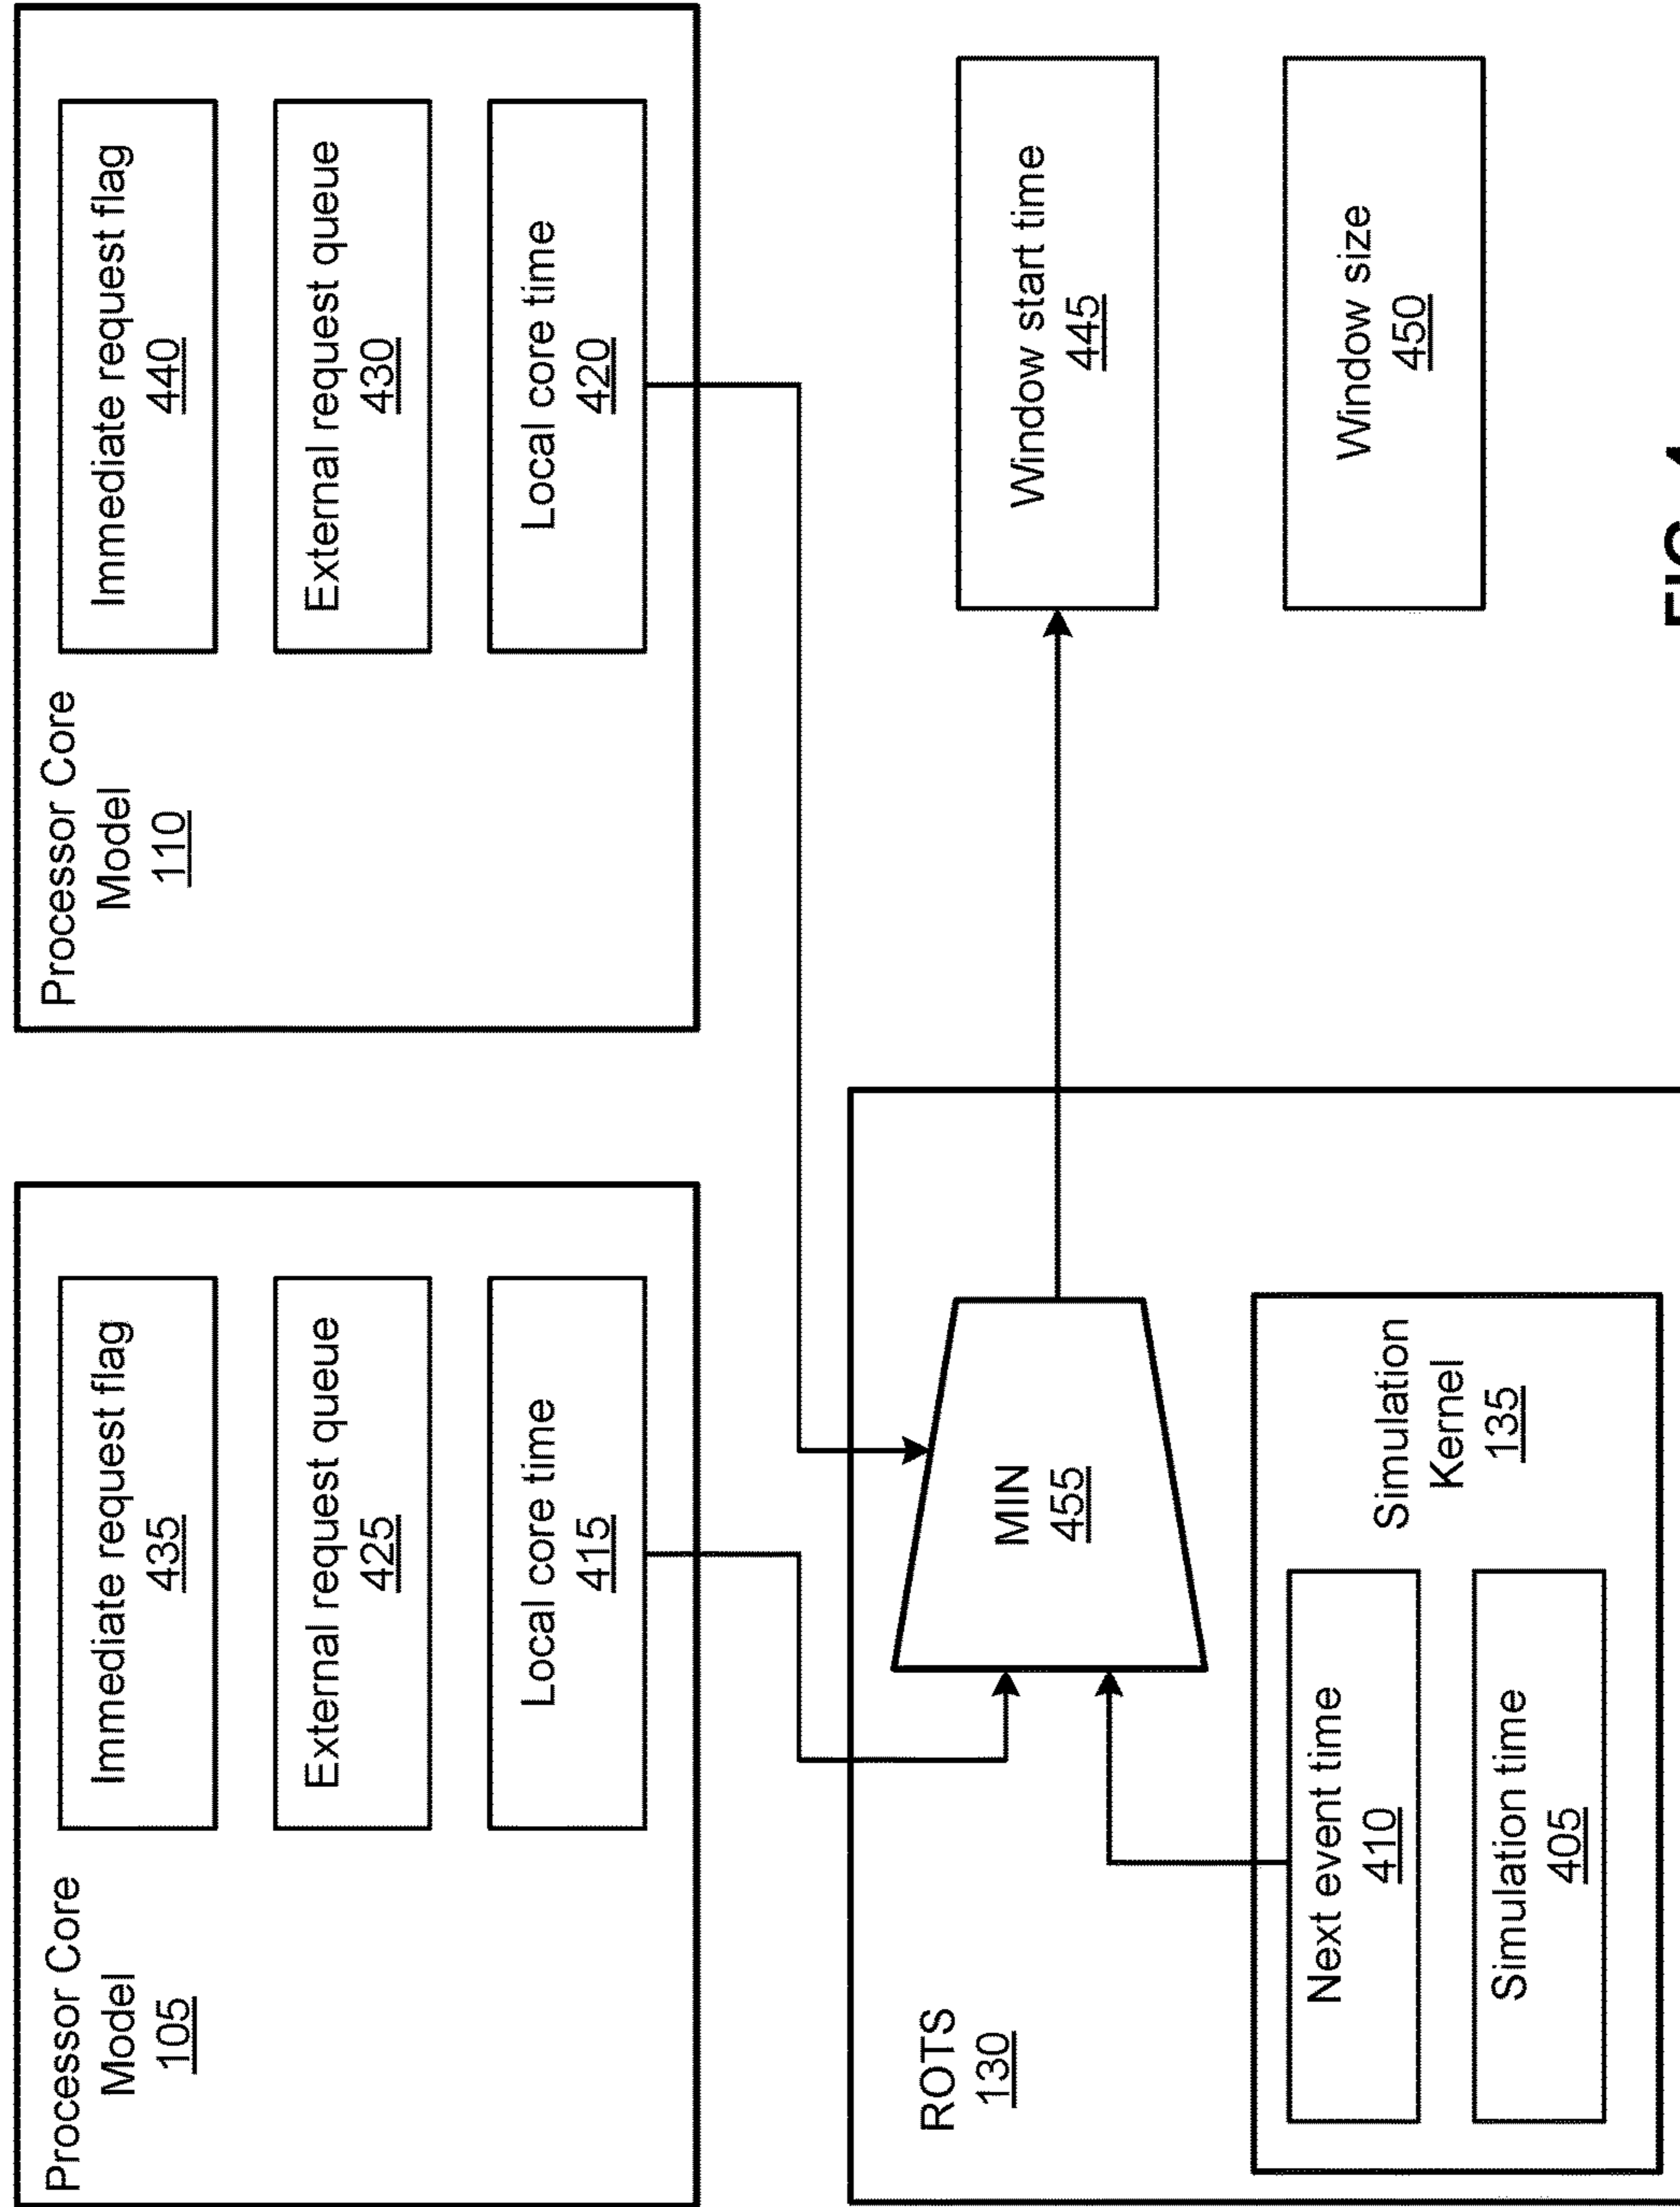 Processor Core
Model
105
Immediate request flag
435
External request queue
425
Local core time
415
Processor Core
Model
110
Immediate request flag
440
External request queue
430
Local core time
420
ROTS
130
MIN
455
Simulation
Kernel
135
Next event time
410
Simulation time
405
Window start time
445
Window size
450